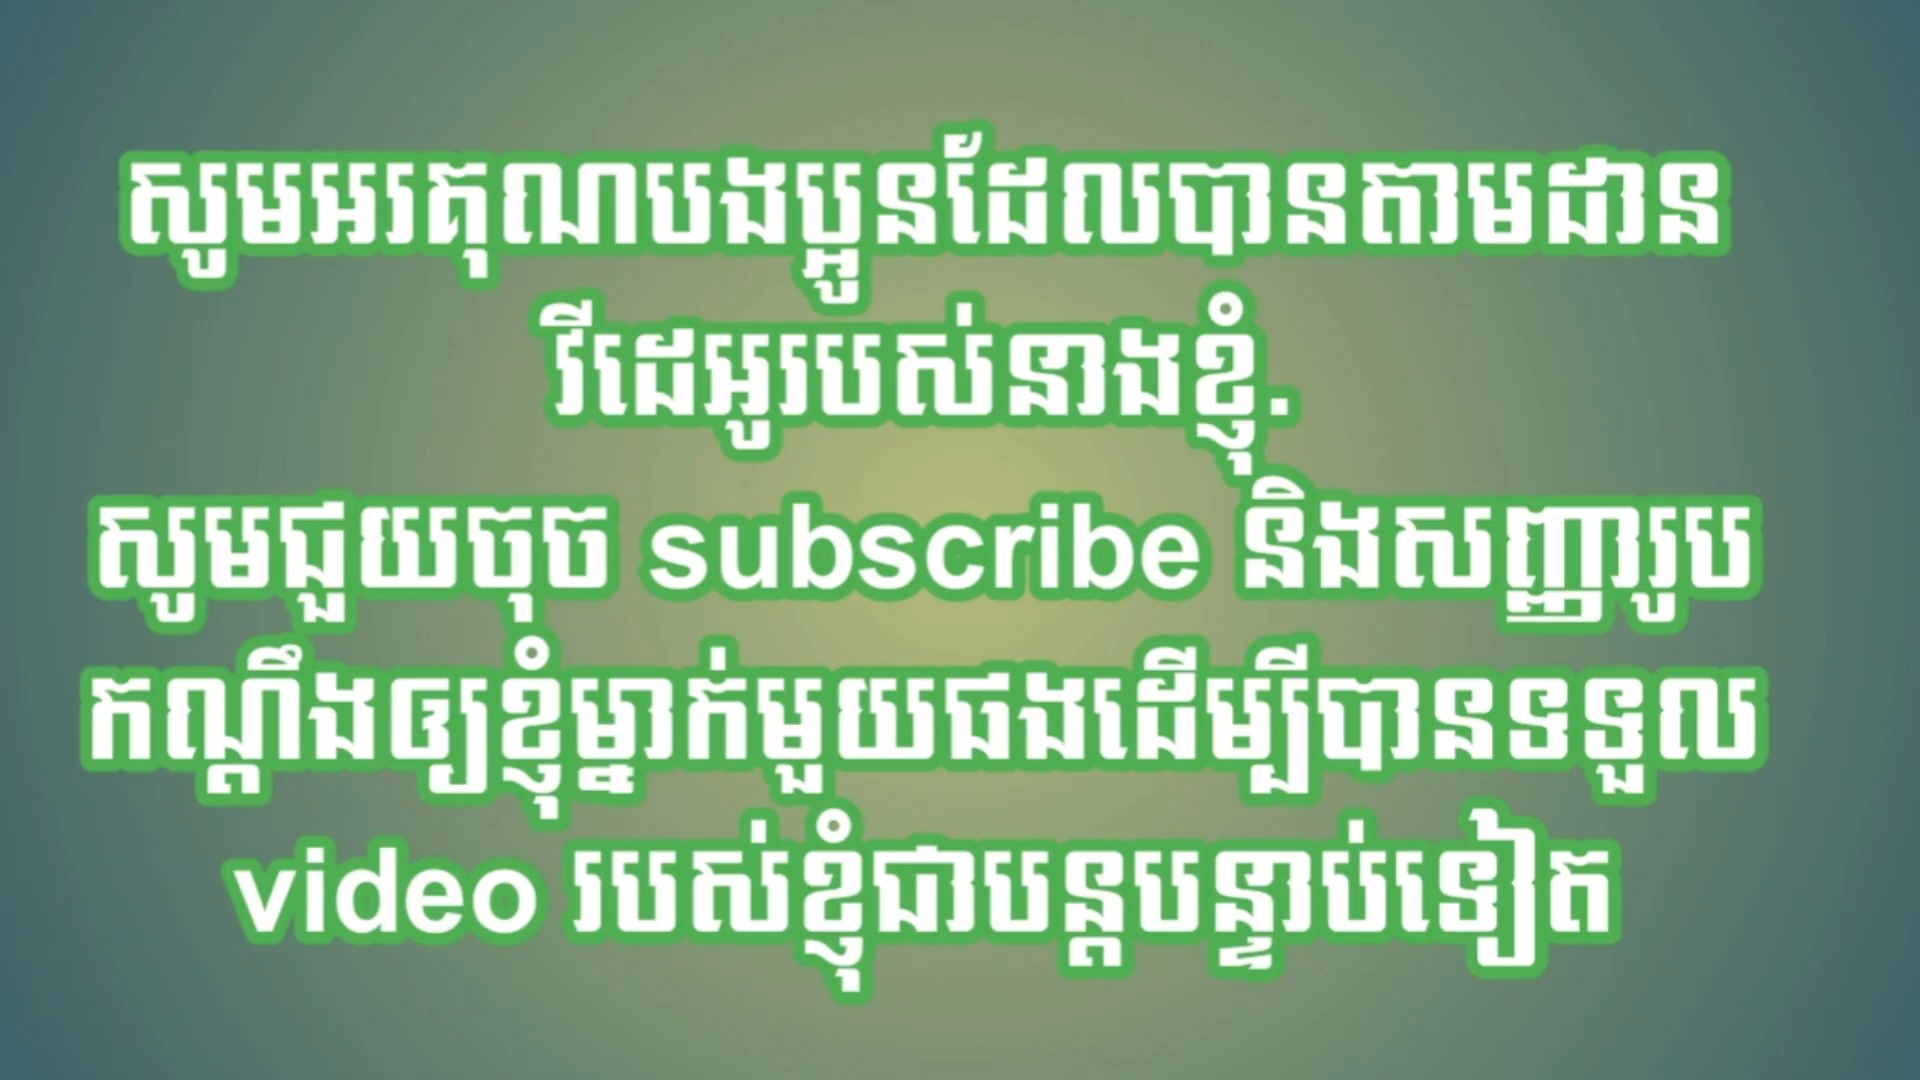 សូមអរគុណបងប្អូនដែលបានតាមដាន
វីដេអូរបស់នាងខ្ញុំ.
សូមជួយចុច subscribe និងសញ្ញារូប
កណ្តឹងឲ្យខ្ញុំម្នាក់មួយផងដើម្បីបានទទួល
video របស់ខ្ញុំជាបន្តបន្ទាប់ទៀត